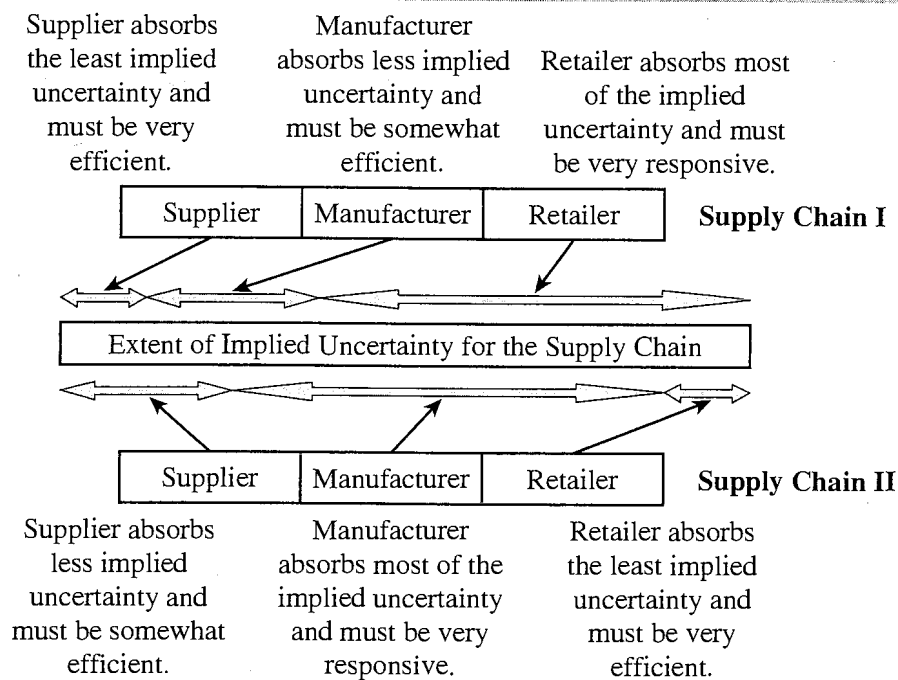 Supplier absorbs
the least implied
uncertainty and
must be very
efficient.
Manufacturer
absorbs less implied
uncertainty and
must be somewhat
efficient.
Retailer absorbs most
of the implied
uncertainty and must
be very responsive.
Supplier
Manufacturer
Retailer
Supply Chain I
Extent of Implied Uncertainty for the Supply Chain
Supplier
Manufacturer
Retailer
Supply Chain II
Supplier absorbs
less implied
uncertainty and
must be somewhat
efficient.
Manufacturer
absorbs most of the
implied uncertainty
and must be very
responsive.
Retailer absorbs
the least implied
uncertainty and
must be very
efficient.